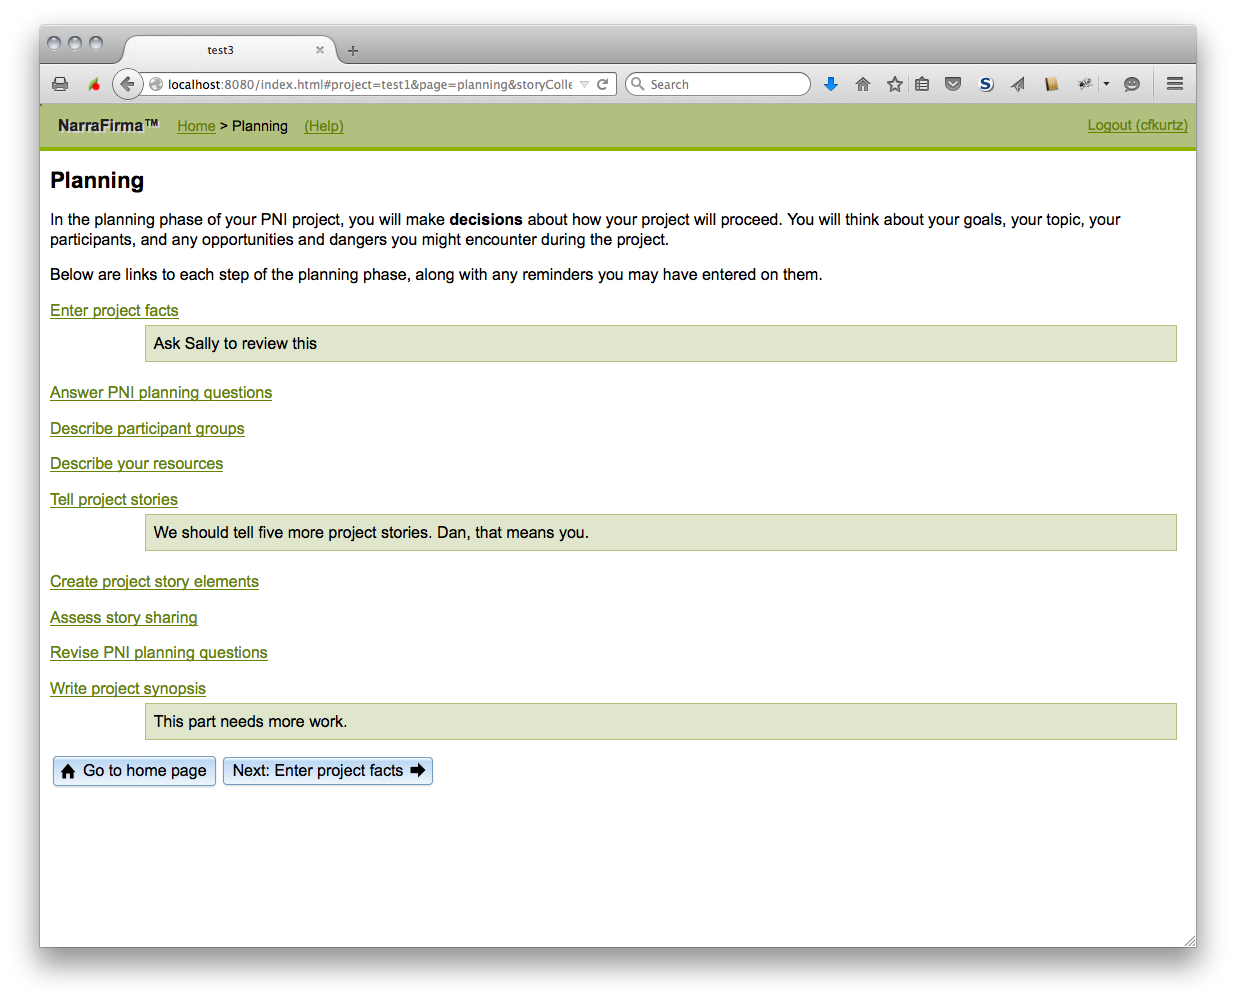 test3
localhost:8080/index.html#project=test1&page=planning&storyColle
Search
NarraFirma™ Home > Planning (Help) Logout (cfkurtz)
Planning
In the planning phase of your PNI project, you will make decisions about how your project will proceed. You will think about your goals, your topic, your
participants, and any opportunities and dangers you might encounter during the project.
Below are links to each step of the planning phase, along with any reminders you may have entered on them.
Enter project facts
Ask Sally to review this
Answer PNI planning questions
Describe participant groups
Describe your resources
Tell project stories
We should tell five more project stories. Dan, that means you.
Create project story elements
Assess story sharing
Revise PNI planning questions
Write project synopsis
This part needs more work.
Go to home page
Next: Enter project facts